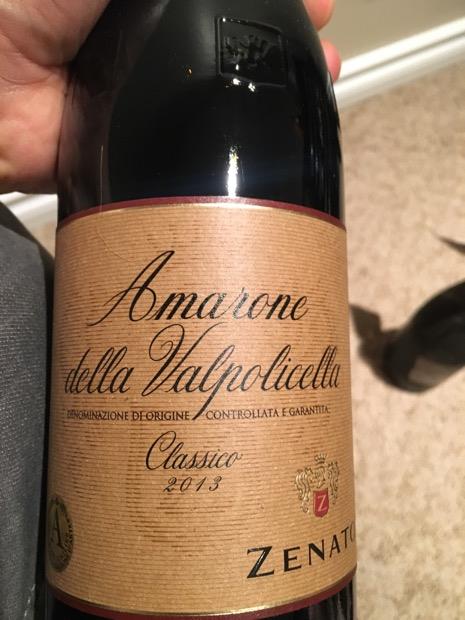 Amarone
della Valpolicella
DENOMINAZIONE DI ORIGINE CONTROLLATA E GARANTITA
Classico
2013
Z
ZENATO
A